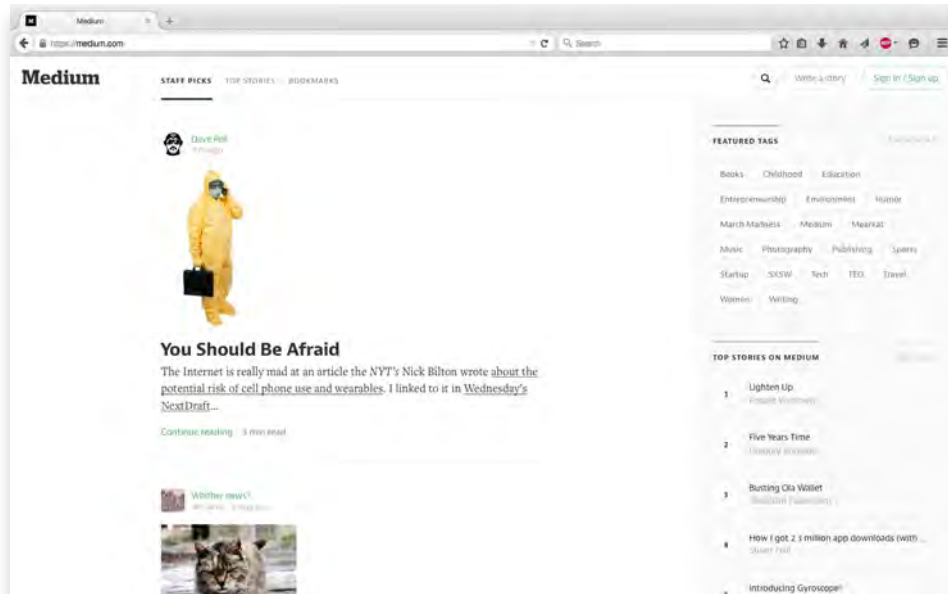 Medium
https://medium.com
Search
Medium
STAFF PICKS TOP STORIES BOOKMARKS
Write a story
Sign in / Sign up
Dave Pell
You Should Be Afraid
The Internet is really mad at an article the NYT's Nick Bilton wrote about the
potential risk of cell phone use and wearables. I linked to it in Wednesday's
NextDraft...
Continue reading 3 min read
Whither news?
FEATURED TAGS
Books Childhood Education
Entrepreneurship Environment Humor
March Madness Medium Meerkat
Music Photography Publishing Sports
Startup SXSW Tech TED Travel
Women Writing
TOP STORIES ON MEDIUM
1 Lighten Up
2 Five Years Time
3 Busting Ola Wallet
4 How I got 2 3 million app downloads (with ...
Introducing Gyroscope